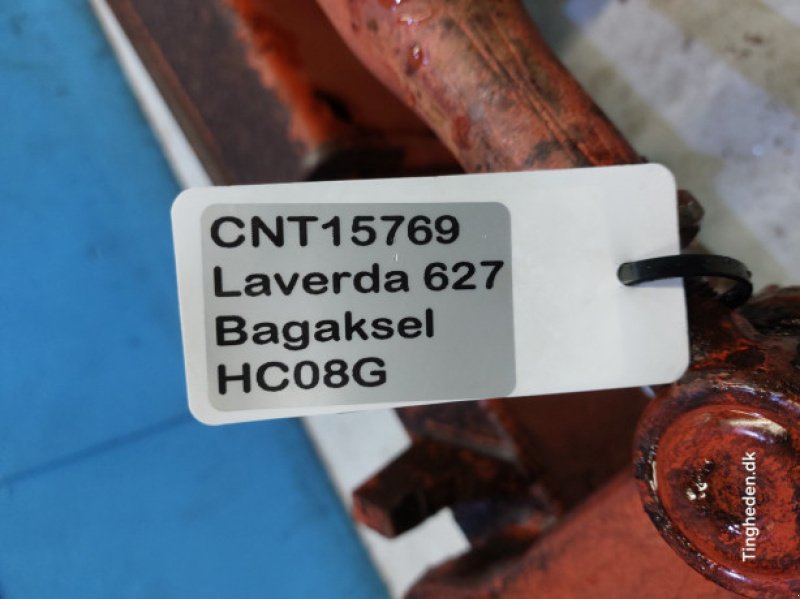 CNT15769
Laverda 627
Bagaksel
HC08G
Tingheden.dk